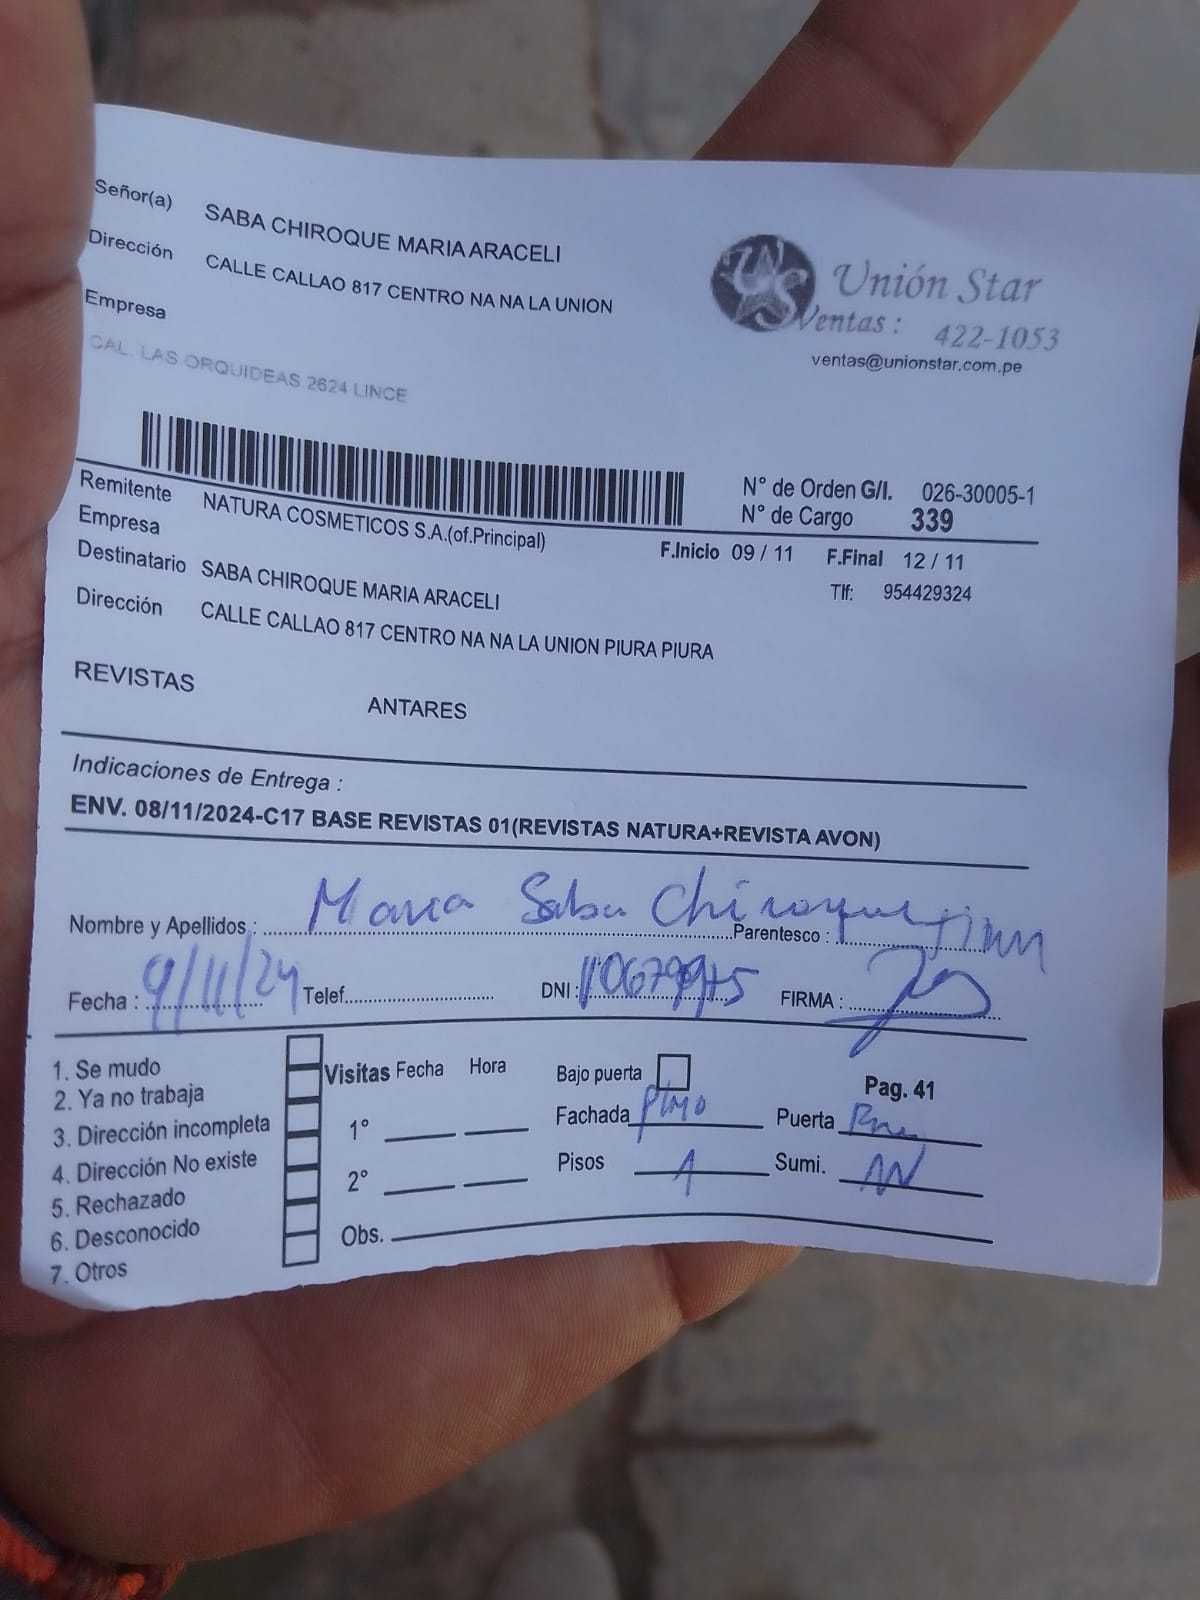 Señor(a) SABA CHIROQUE MARIA ARACELI
Dirección CALLE CALLAO 817 CENTRO NA NA LA UNION
Empresa
CAL. LAS ORQUIDEAS 2624 LINCE
Unión Star
Ventas : 422-1053
ventas@unionstar.com.pe
N° de Orden G/I. 026-30005-1
N° de Cargo 339
Remitente NATURA COSMETICOS S.A.(of.Principal)
Empresa
F.Inicio 09 / 11 F.Final 12 / 11
Destinatario SABA CHIROQUE MARIA ARACELI
Tlf: 954429324
Dirección CALLE CALLAO 817 CENTRO NA NA LA UNION PIURA PIURA
REVISTAS
ANTARES
Indicaciones de Entrega :
ENV. 08/11/2024-C17 BASE REVISTAS 01(REVISTAS NATURA+REVISTA AVON)
Nombre y Apellidos : Maria Saba Chiroque Parentesco :
Fecha : 9/11/24 Telef. DNI : FIRMA :
1. Se mudo
2. Ya no trabaja
3. Dirección incompleta
4. Dirección No existe
5. Rechazado
6. Desconocido
7. Otros
Visitas Fecha Hora
1°
2°
Obs.
Bajo puerta
Pag. 41
Fachada Puerta
Pisos 1 Sumi.